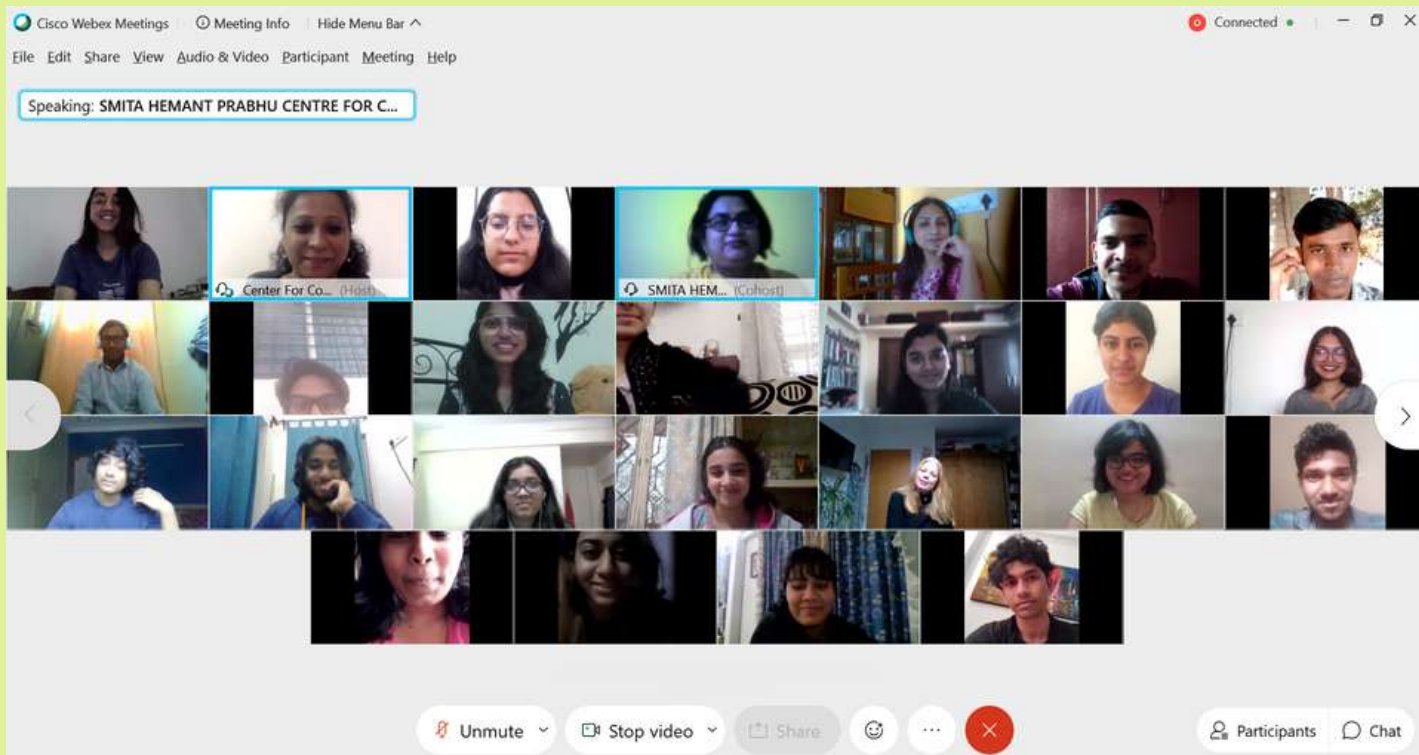 Cisco Webex Meetings Meeting Info Hide Menu Bar Connected
File Edit Share View Audio & Video Participant Meeting Help
Speaking: SMITA HEMANT PRABHU CENTRE FOR C...
Center For Co... (Host)
SMITA HEM... (Cohost)
Unmute Stop video Share Participants Chat